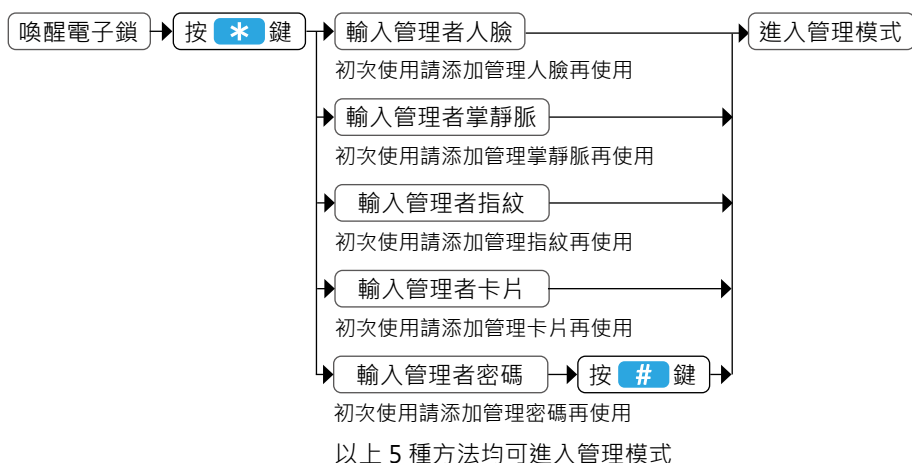 喚醒電子鎖 按 * 鍵 輸入管理者人臉 進入管理模式
初次使用請添加管理人臉再使用
輸入管理者掌靜脈
初次使用請添加管理掌靜脈再使用
輸入管理者指紋
初次使用請添加管理指紋再使用
輸入管理者卡片
初次使用請添加管理卡片再使用
輸入管理者密碼 按 # 鍵
初次使用請添加管理密碼再使用
以上 5 種方法均可進入管理模式